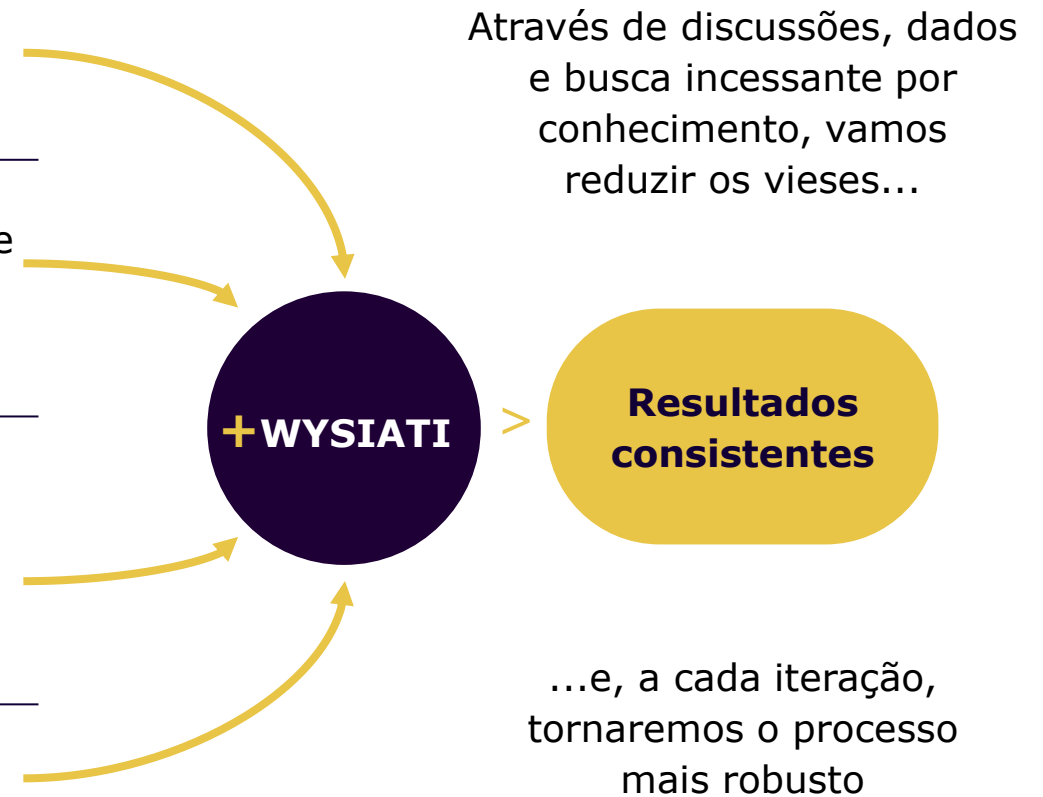 Através de discussões, dados
e busca incessante por
conhecimento, vamos
reduzir os vieses...
e
+WYSIATI
>
Resultados
consistentes
...e, a cada iteração,
tornaremos o processo
mais robusto